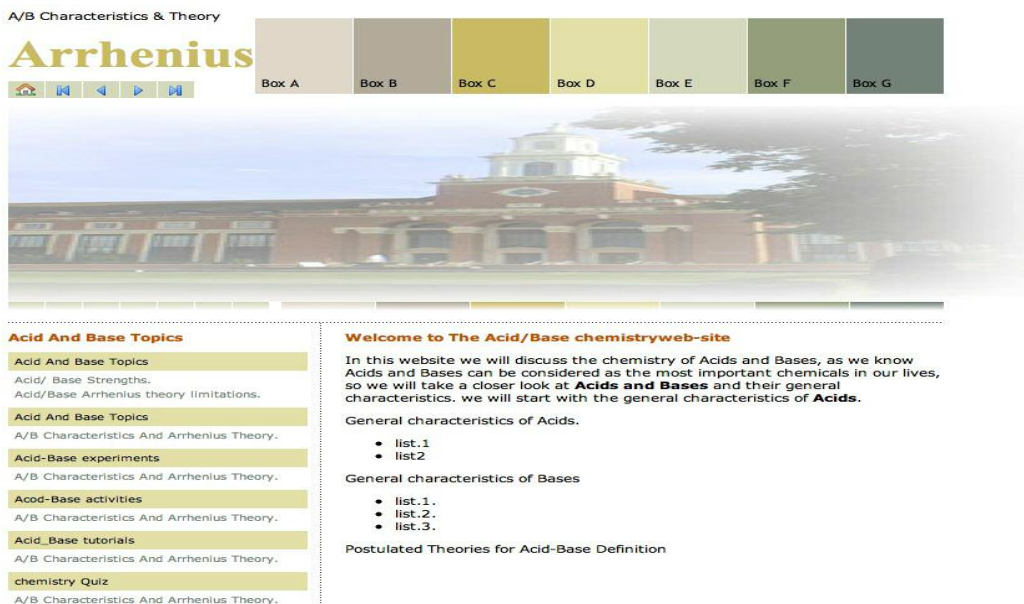 A/B Characteristics & Theory
Arrhenius
Box A
Box B
Box C
Box D
Box E
Box F
Box G
Acid And Base Topics
Acid And Base Topics
Acid/ Base Strengths.
Acid/Base Arrhenius theory limitations.
Acid And Base Topics
A/B Characteristics And Arrhenius Theory.
Acid-Base experiments
A/B Characteristics And Arrhenius Theory.
Acod-Base activities
A/B Characteristics And Arrhenius Theory.
Acid_Base tutorials
A/B Characteristics And Arrhenius Theory.
chemistry Quiz
A/B Characteristics And Arrhenius Theory.
Welcome to The Acid/Base chemistryweb-site
In this website we will discuss the chemistry of Acids and Bases, as we know
Acids and Bases can be considered as the most important chemicals in our lives,
so we will take a closer look at Acids and Bases and their general
characteristics. we will start with the general characteristics of Acids.
General characteristics of Acids.
• list.1
• list2
General characteristics of Bases
• list.1.
• list.2.
• list.3.
Postulated Theories for Acid-Base Definition